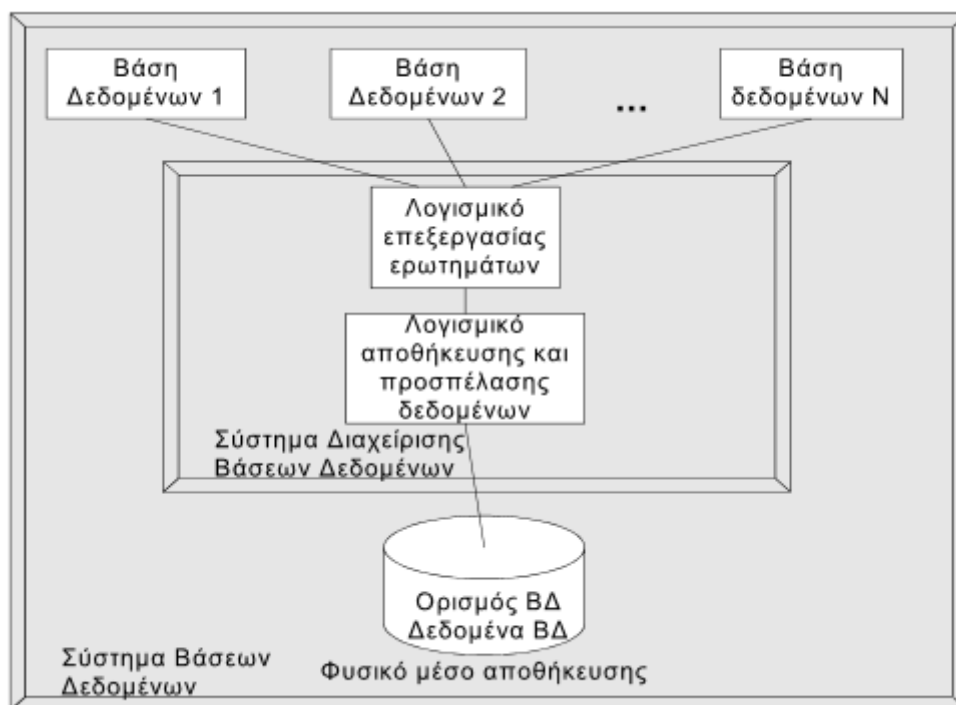 Βάση
Δεδομένων 1
Βάση
Δεδομένων 2
...
Βάση
δεδομένων N
Λογισμικό
επεξεργασίας
ερωτημάτων
Λογισμικό
αποθήκευσης και
προσπέλασης
δεδομένων
Σύστημα Διαχείρισης
Βάσεων Δεδομένων
Ορισμός ΒΔ
Δεδομένα ΒΔ
Φυσικό μέσο αποθήκευσης
Σύστημα Βάσεων
Δεδομένων